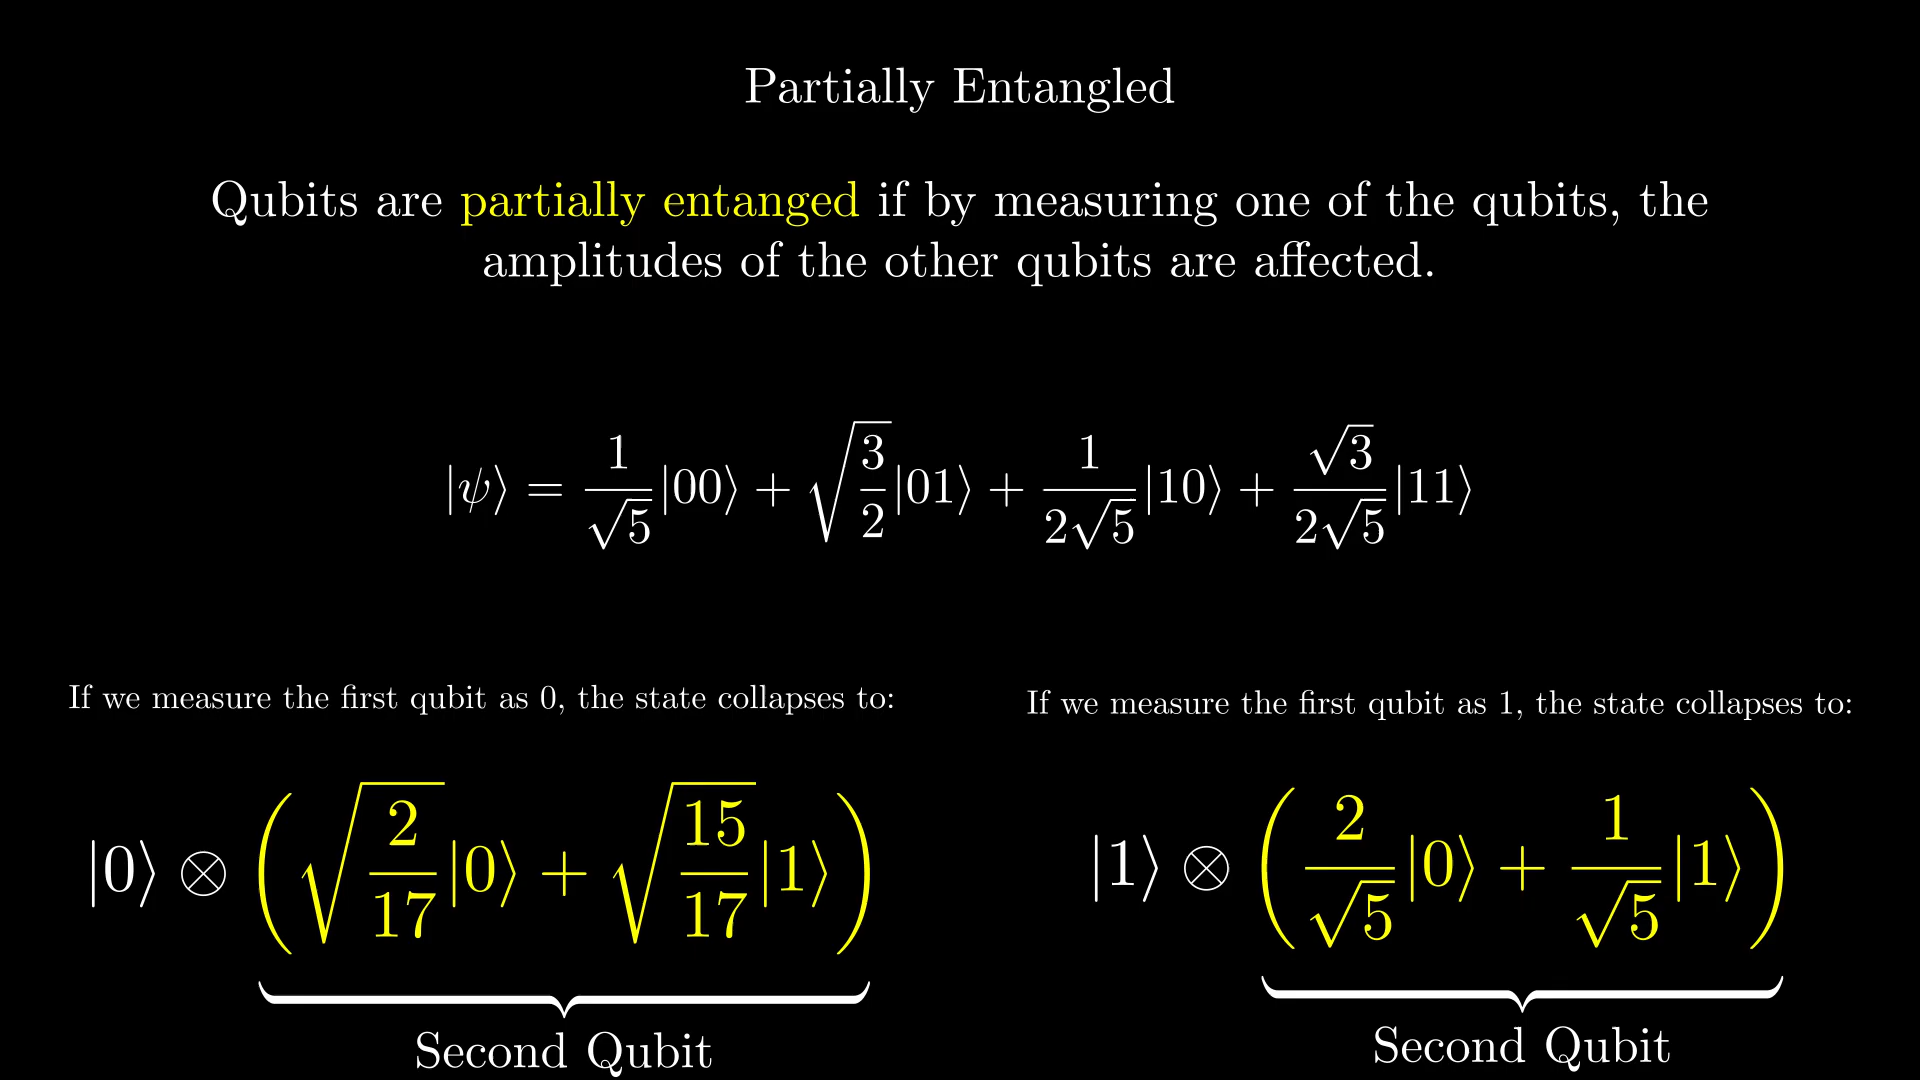 Partially Entangled
Qubits are partially entanged if by measuring one of the qubits, the
amplitudes of the other qubits are affected.
|ψ⟩ = 1/√5 |00⟩ + √(3/2) |01⟩ + 1/(2√5) |10⟩ + √3/(2√5) |11⟩
If we measure the first qubit as 0, the state collapses to:
|0⟩ ⊗ (√(2/17) |0⟩ + √(15/17) |1⟩)
Second Qubit
If we measure the first qubit as 1, the state collapses to:
|1⟩ ⊗ (2/√5 |0⟩ + 1/√5 |1⟩)
Second Qubit